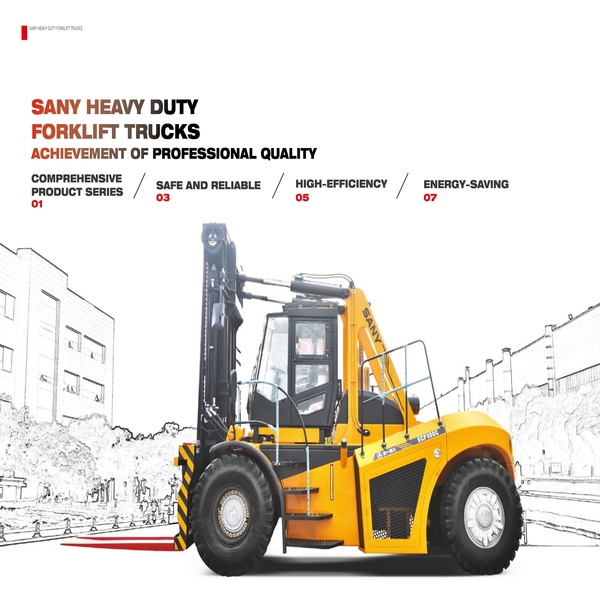 SANY HEAVY DUTY FORKLIFT TRUCKS
SANY HEAVY DUTY
FORKLIFT TRUCKS
ACHIEVEMENT OF PROFESSIONAL QUALITY
COMPREHENSIVE
PRODUCT SERIES
01
SAFE AND RELIABLE
03
HIGH-EFFICIENCY
05
ENERGY-SAVING
07
SANY